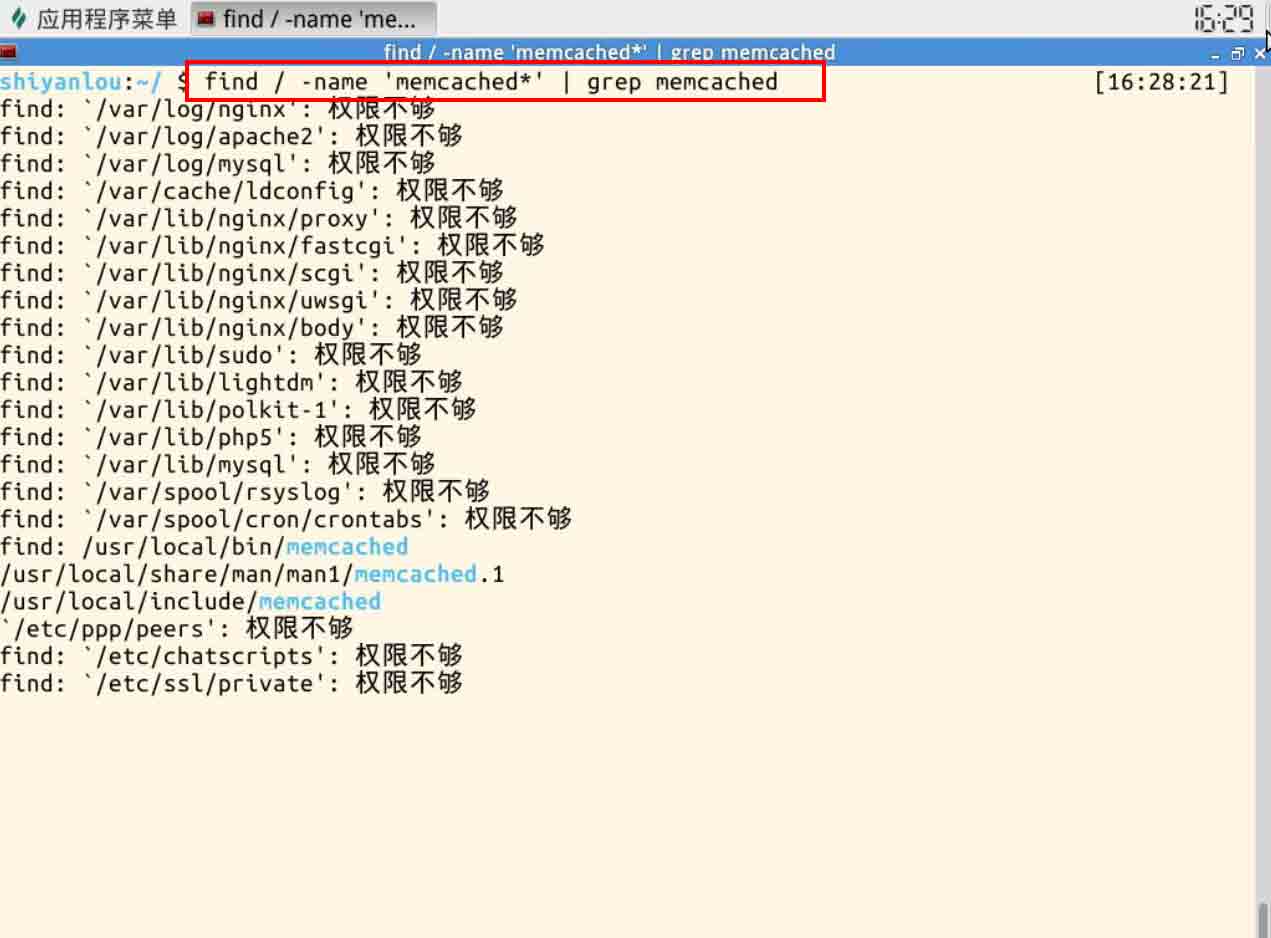 应用程序菜单 find / -name 'me... 16:29
find / -name 'memcached*' | grep memcached
shiyanlou:~/ $ find / -name 'memcached*' | grep memcached [16:28:21]
find: `/var/log/nginx': 权限不够
find: `/var/log/apache2': 权限不够
find: `/var/log/mysql': 权限不够
find: `/var/cache/ldconfig': 权限不够
find: `/var/lib/nginx/proxy': 权限不够
find: `/var/lib/nginx/fastcgi': 权限不够
find: `/var/lib/nginx/scgi': 权限不够
find: `/var/lib/nginx/uwsgi': 权限不够
find: `/var/lib/nginx/body': 权限不够
find: `/var/lib/sudo': 权限不够
find: `/var/lib/lightdm': 权限不够
find: `/var/lib/polkit-1': 权限不够
find: `/var/lib/php5': 权限不够
find: `/var/lib/mysql': 权限不够
find: `/var/spool/rsyslog': 权限不够
find: `/var/spool/cron/crontabs': 权限不够
find: /usr/local/bin/memcached
/usr/local/share/man/man1/memcached.1
/usr/local/include/memcached
`/etc/ppp/peers': 权限不够
find: `/etc/chatscripts': 权限不够
find: `/etc/ssl/private': 权限不够